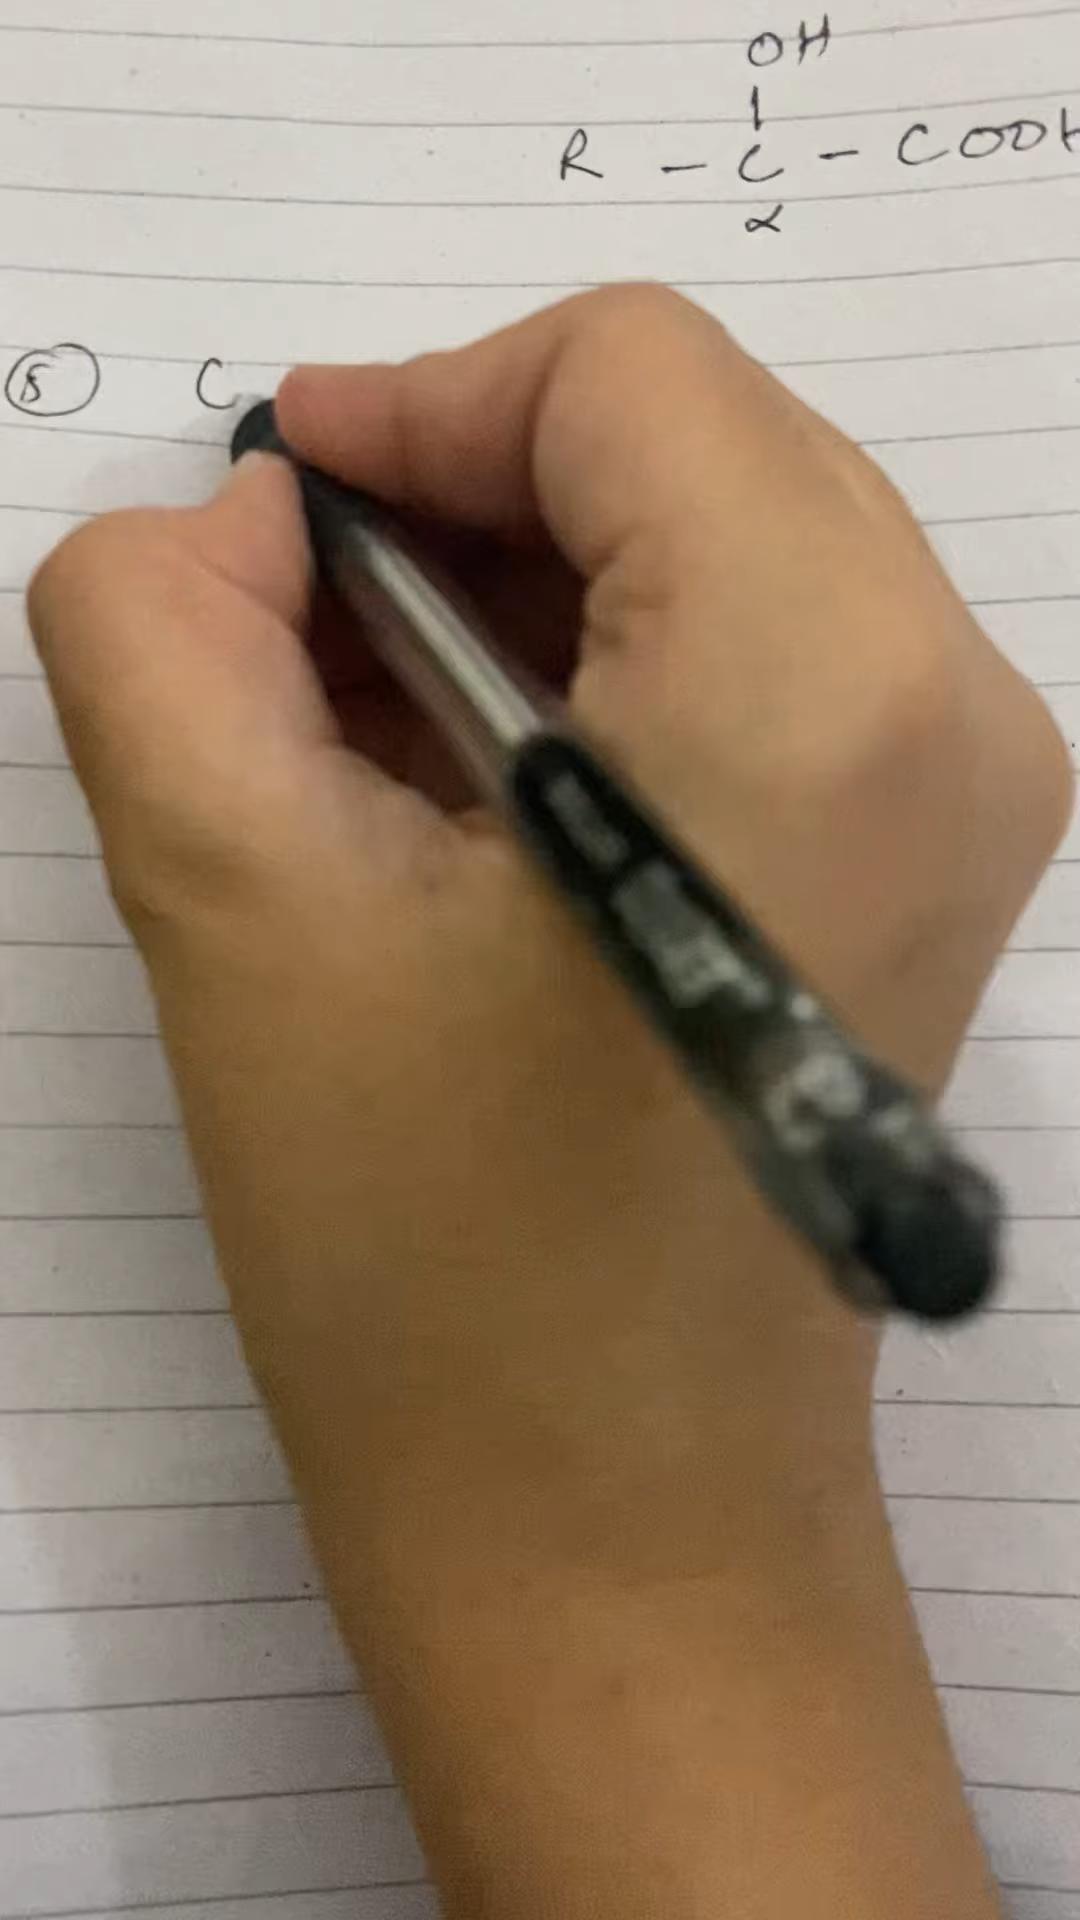 OH
|
R - C - COOH
α
⑤ C